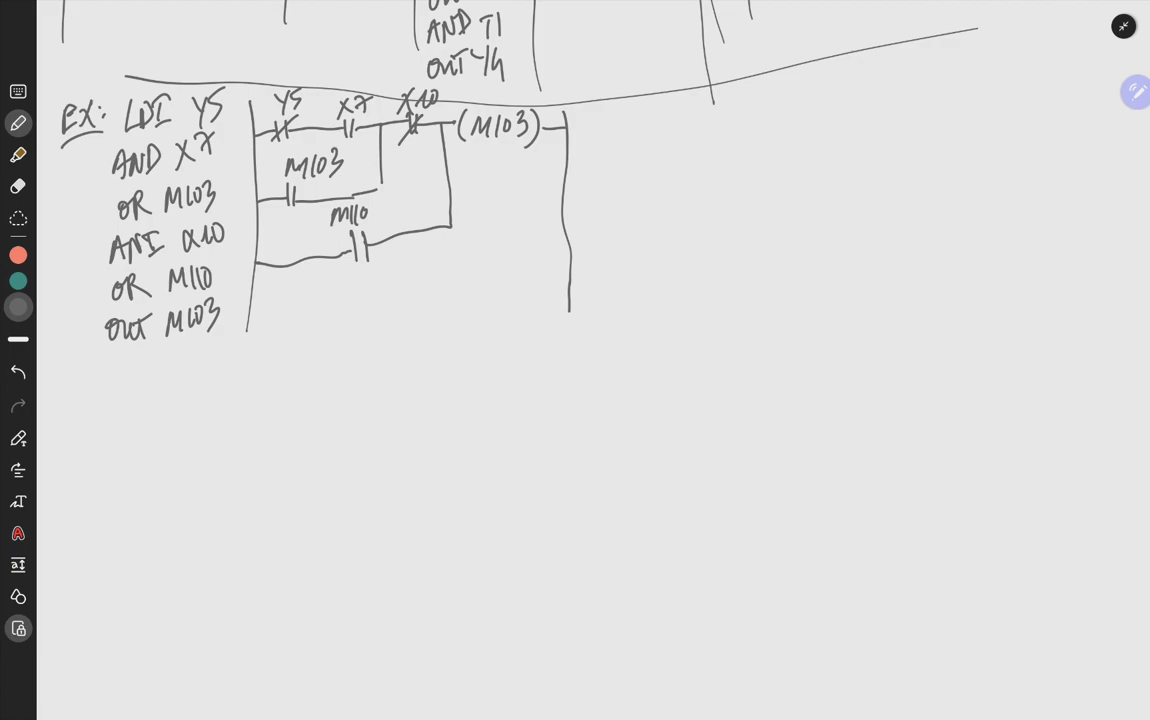 AND T1
OUT Y4
EX: LDI Y5
AND X7
OR M103
ANI X10
OR M110
OUT M103
Y5 X7 X10 (M103)
M103
M110